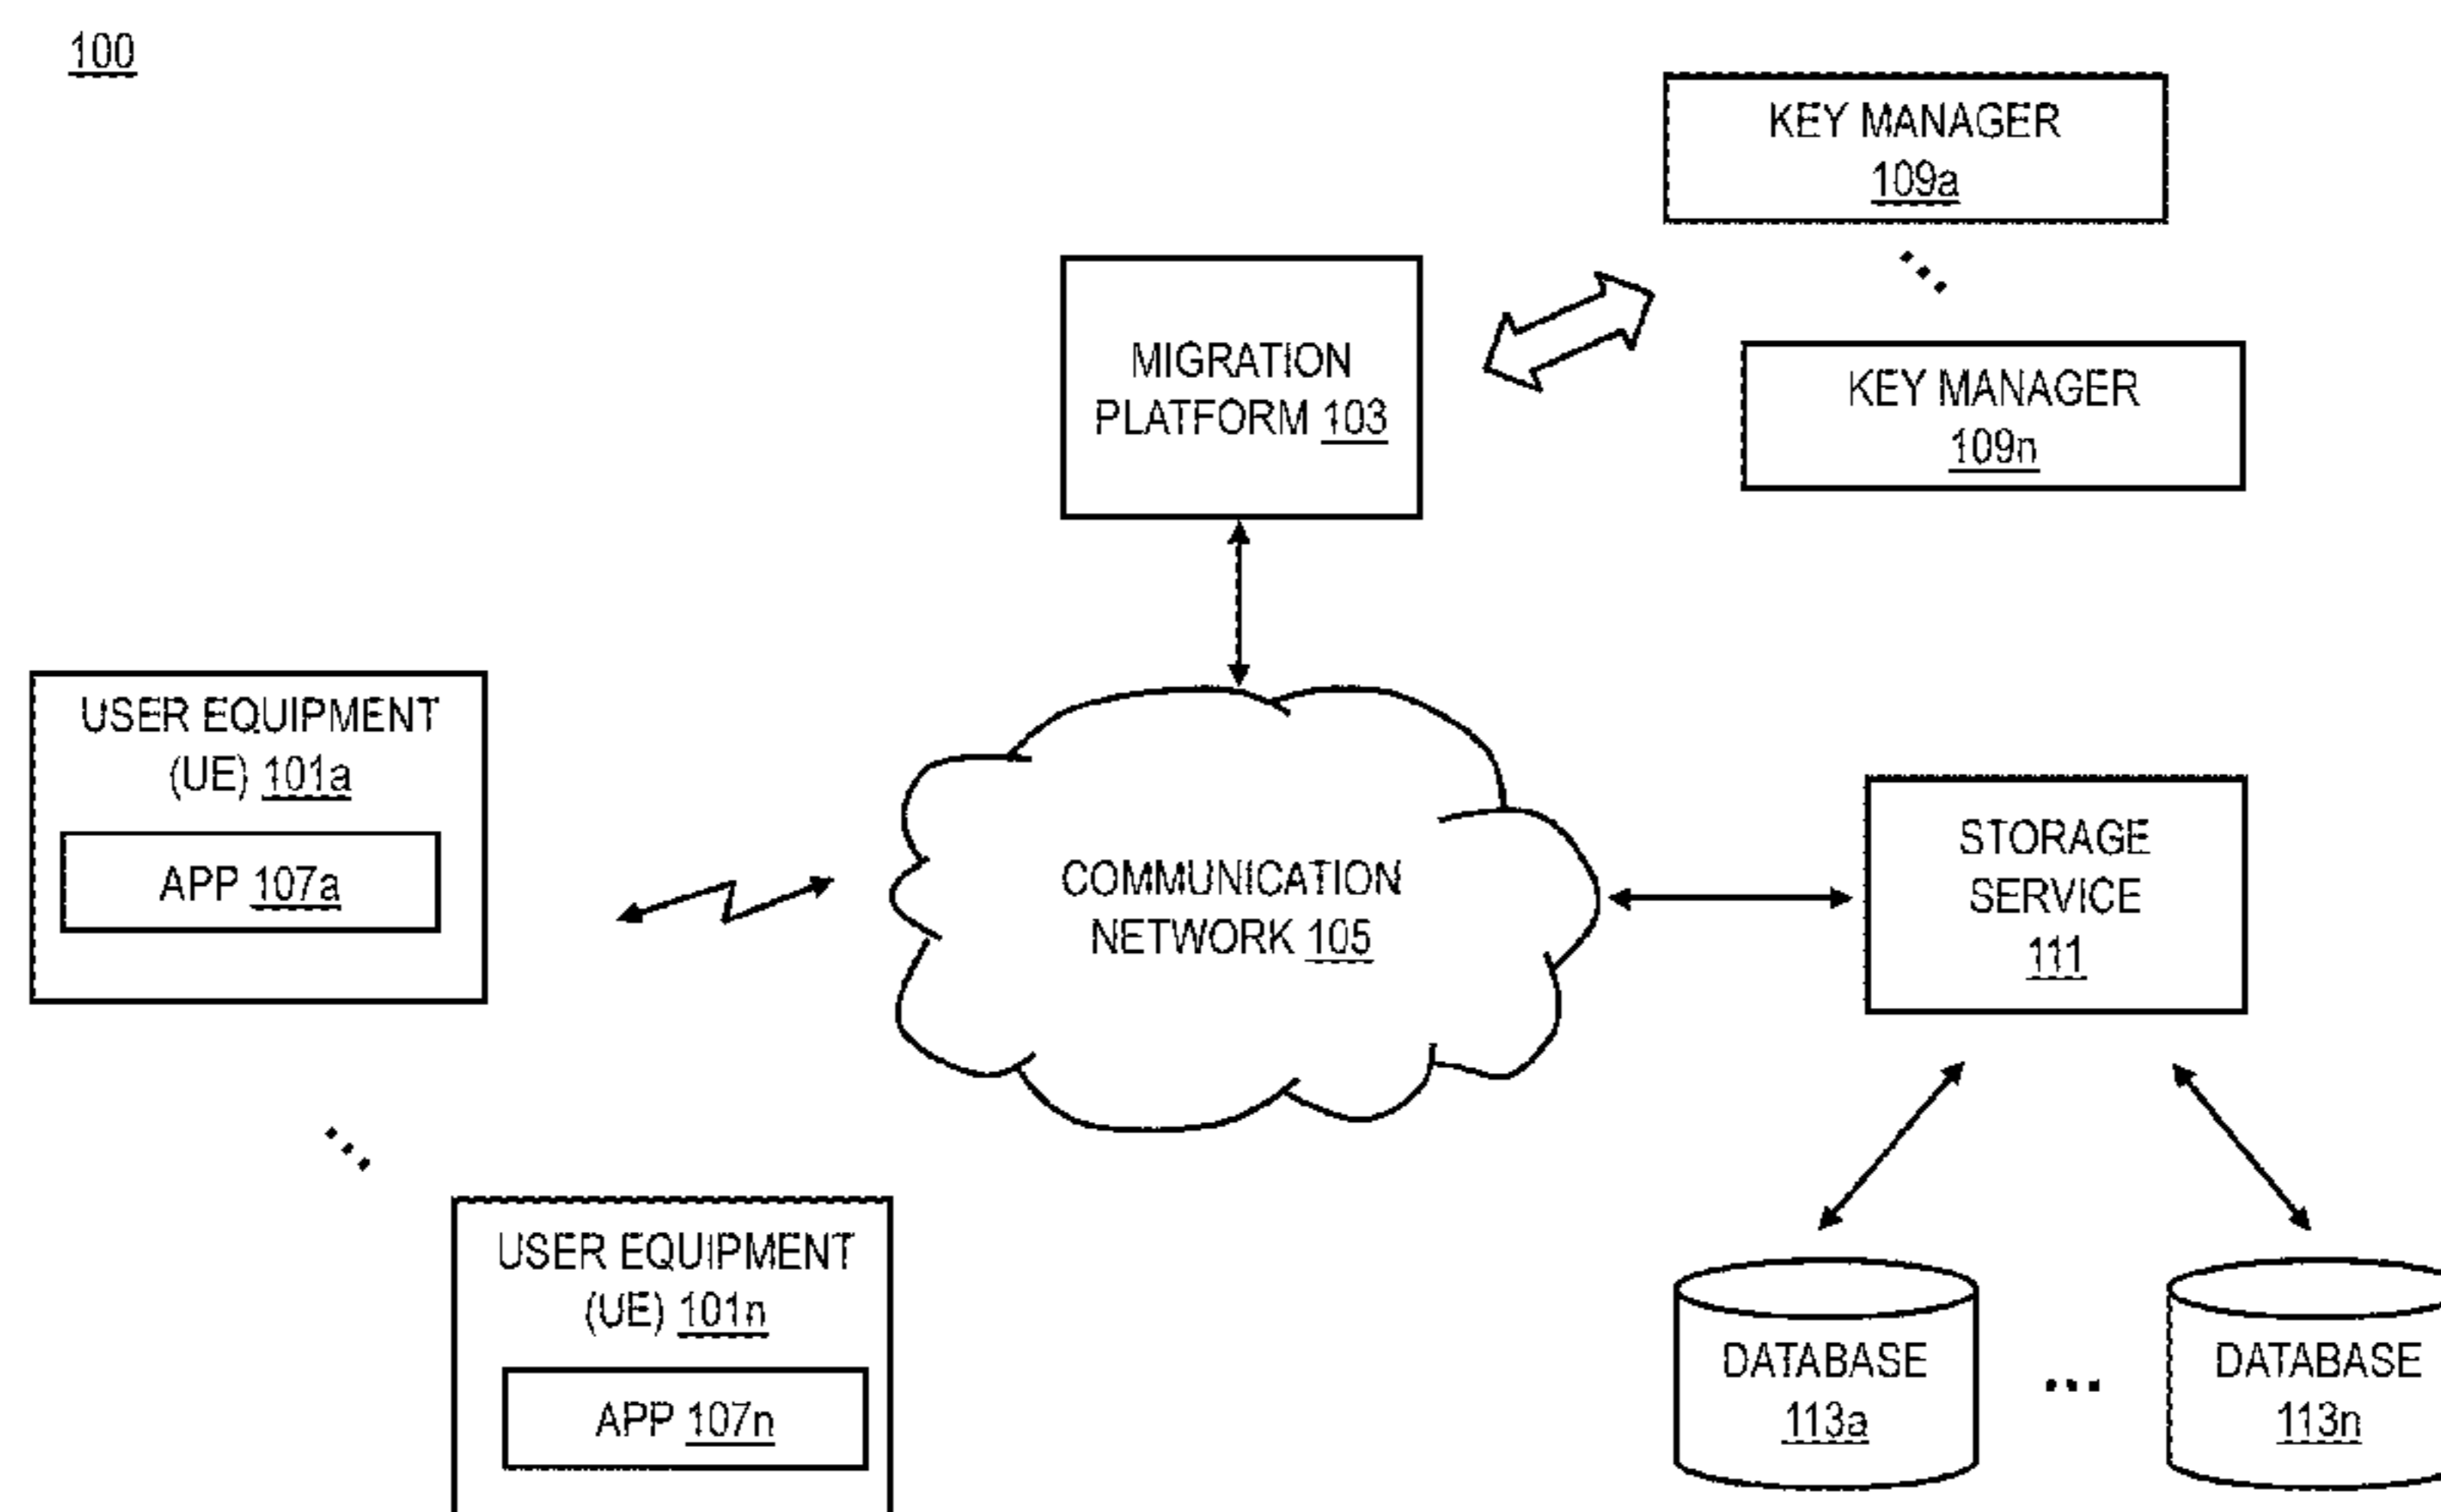 100
KEY MANAGER
109a
KEY MANAGER
109n
MIGRATION
PLATFORM 103
USER EQUIPMENT
(UE) 101a
APP 107a
COMMUNICATION
NETWORK 105
STORAGE
SERVICE
111
USER EQUIPMENT
(UE) 101n
APP 107n
DATABASE
113a
DATABASE
113n